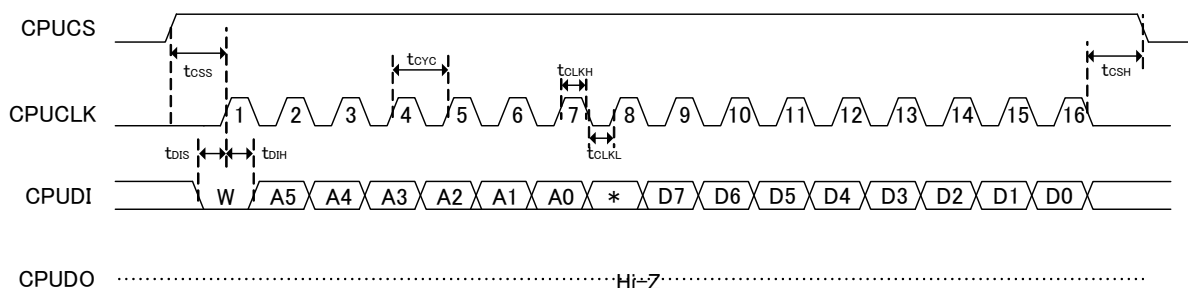 CPUCS
tCSS
tCYC
tCLKH
tCSH
CPUCLK
1 2 3 4 5 6 7 8 9 10 11 12 13 14 15 16
tCLKL
tDIS tDIH
CPUDI W A5 A4 A3 A2 A1 A0 * D7 D6 D5 D4 D3 D2 D1 D0
CPUDO Hi-Z